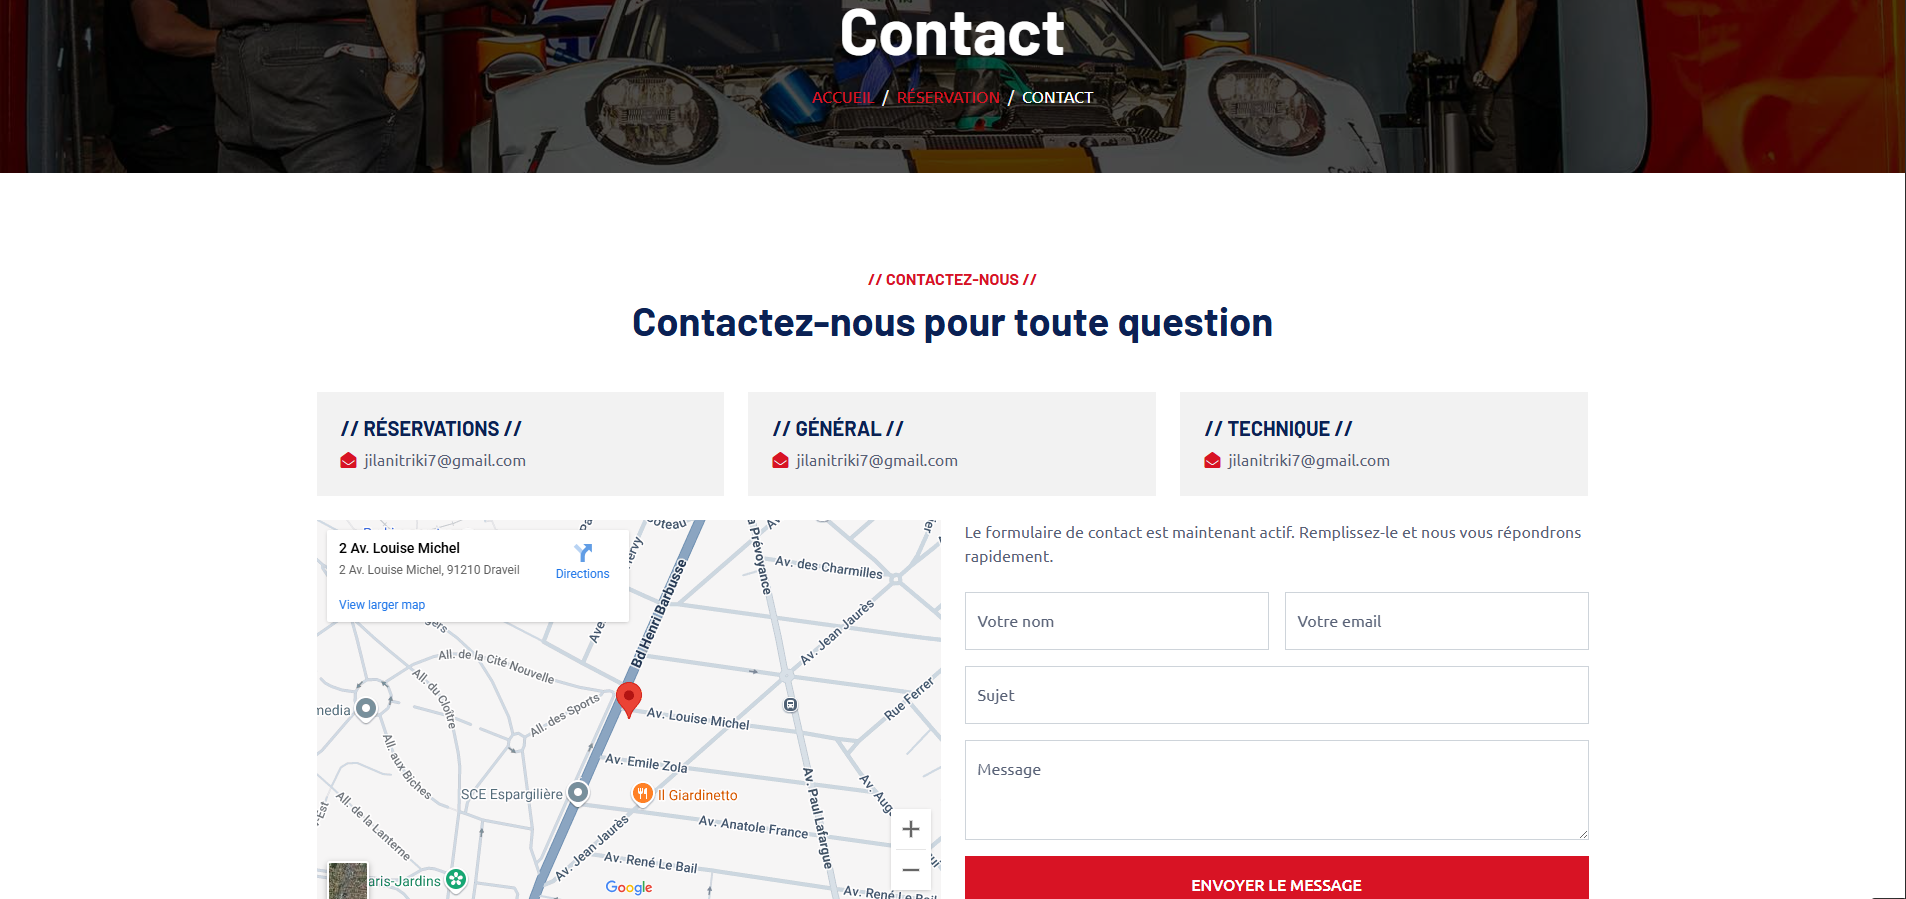 Contact
ACCUEIL / RÉSERVATION / CONTACT
// CONTACTEZ-NOUS //
Contactez-nous pour toute question
// RÉSERVATIONS //
jilanitriki7@gmail.com
// GÉNÉRAL //
jilanitriki7@gmail.com
// TECHNIQUE //
jilanitriki7@gmail.com
2 Av. Louise Michel
2 Av. Louise Michel, 91210 Draveil
Directions
View larger map
Bd Henri Barbusse
Av. des Charmilles
Av. Jean Jaurès
All. de la Cité Nouvelle
All. du Cloître
All. des Sports
Rue Ferrer
Av. Louise Michel
All. aux Biches
Av. Emile Zola
SCE Espargilière
Il Giardinetto
Av. Paul Lafargue
All. de la Lanterne
Av. Anatole France
Av. Jean Jaurès
Av. René Le Bail
Google
Av. René Le Bail
Le formulaire de contact est maintenant actif. Remplissez-le et nous vous répondrons
rapidement.
Votre nom
Votre email
Sujet
Message
ENVOYER LE MESSAGE